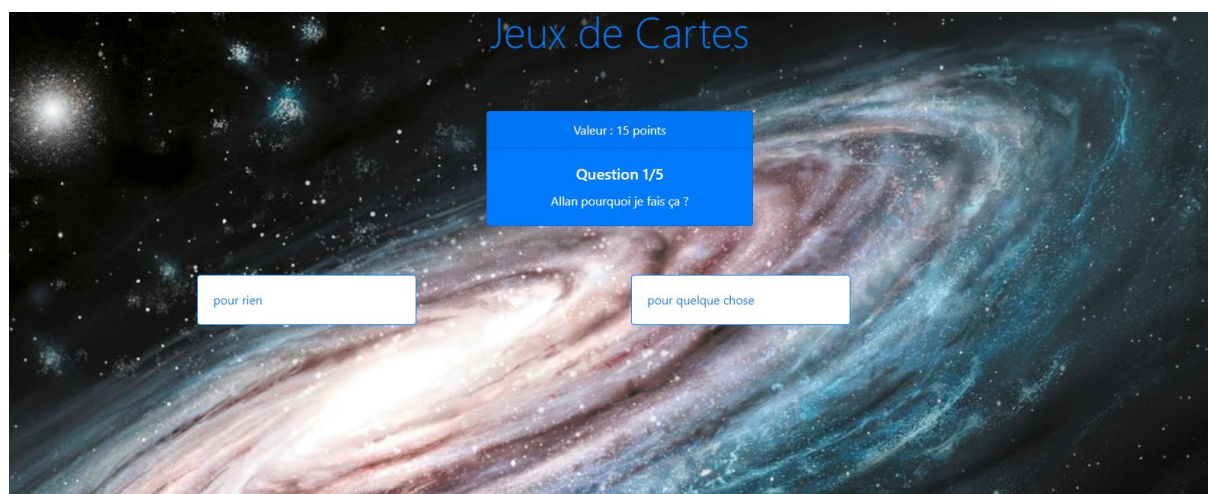 Jeux de Cartes
Valeur : 15 points
Question 1/5
Allan pourquoi je fais ça ?
pour rien
pour quelque chose